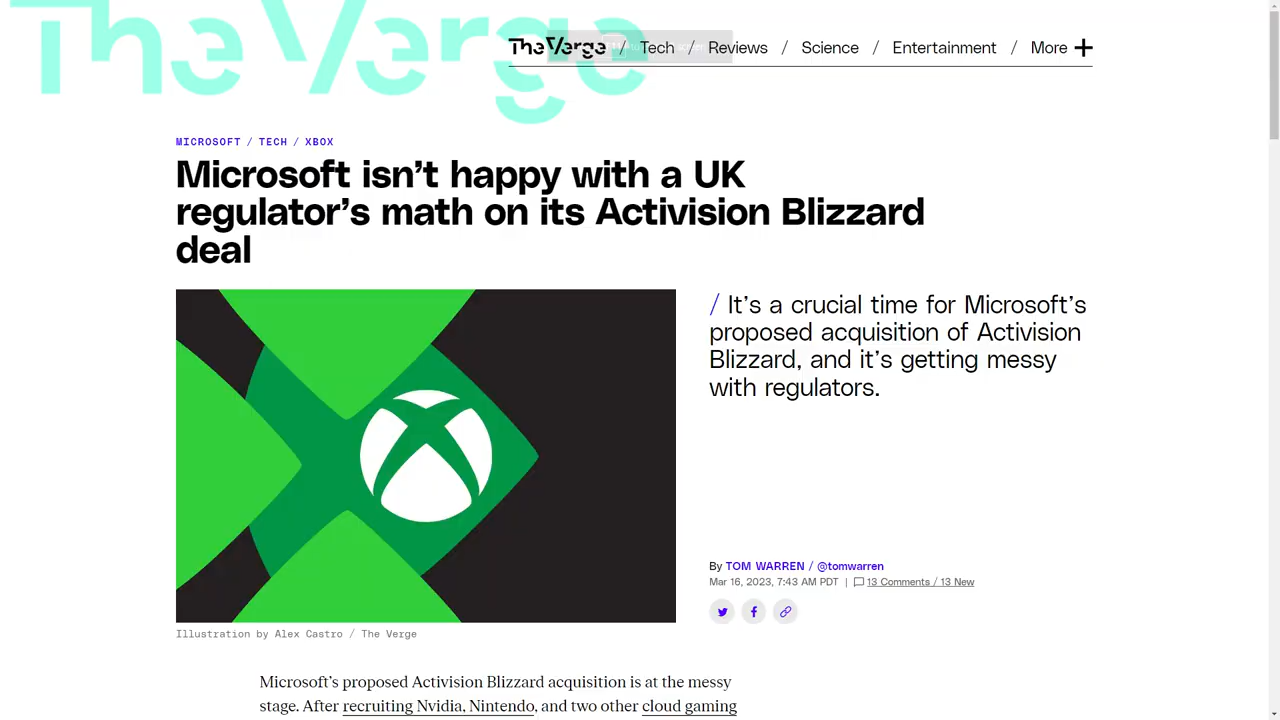 The Verge
The Verge / Tech / Reviews / Science / Entertainment / More +
MICROSOFT / TECH / XBOX
Microsoft isn’t happy with a UK
regulator’s math on its Activision Blizzard
deal
/ It’s a crucial time for Microsoft’s
proposed acquisition of Activision
Blizzard, and it’s getting messy
with regulators.
By TOM WARREN / @tomwarren
Mar 16, 2023, 7:43 AM PDT | 13 Comments / 13 New
Illustration by Alex Castro / The Verge
Microsoft’s proposed Activision Blizzard acquisition is at the messy
stage. After recruiting Nvidia, Nintendo, and two other cloud gaming